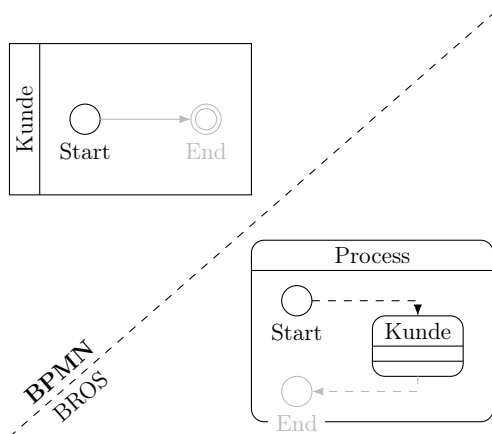 Kunde
Start
End
BPMN
BROS
Process
Start
Kunde
End